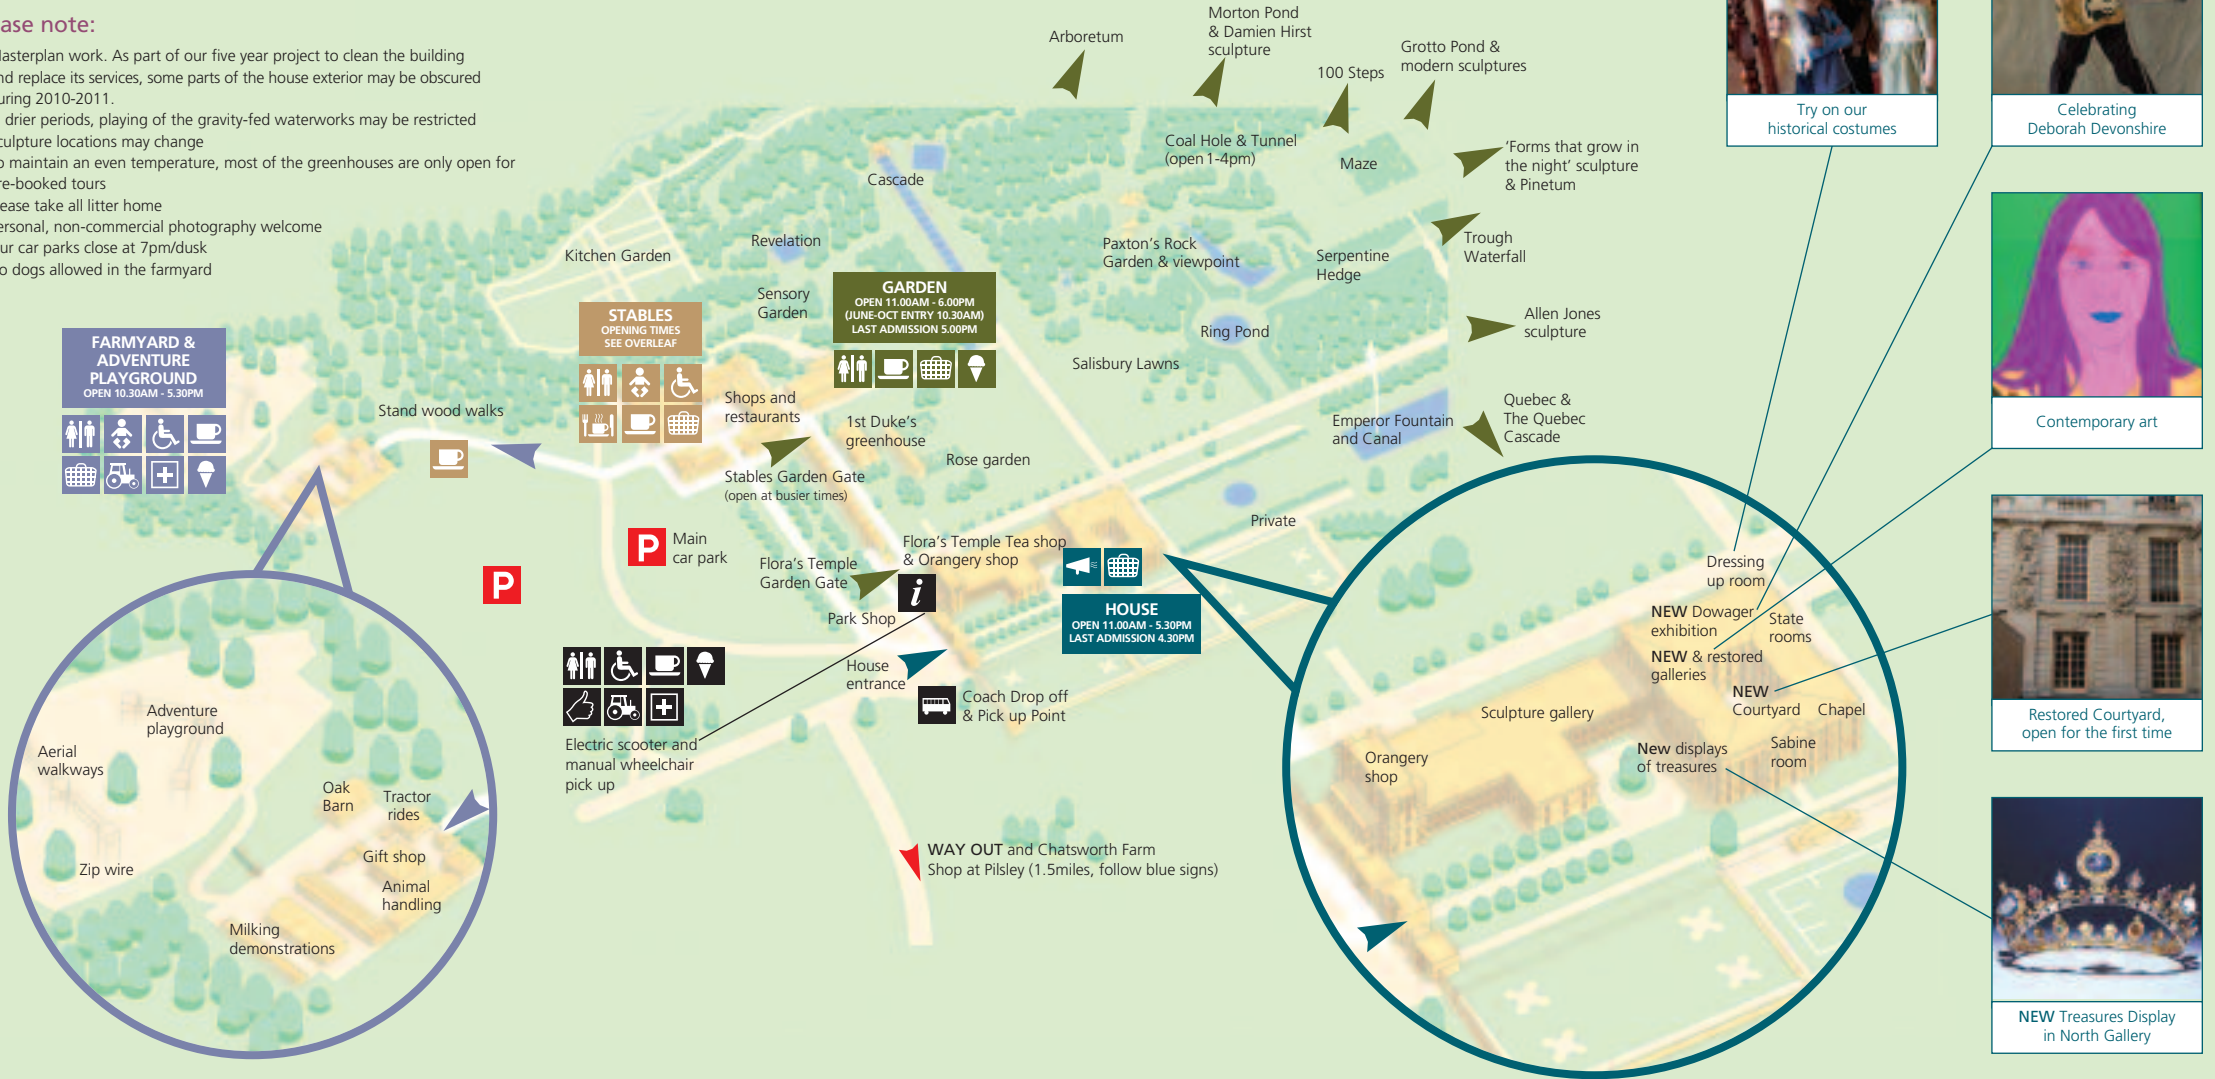 ase note:
asterplan work. As part of our five year project to clean the building
nd replace its services, some parts of the house exterior may be obscured
uring 2010-2011.
drier periods, playing of the gravity-fed waterworks may be restricted
culpture locations may change
o maintain an even temperature, most of the greenhouses are only open for
re-booked tours
ease take all litter home
ersonal, non-commercial photography welcome
ur car parks close at 7pm/dusk
o dogs allowed in the farmyard
Arboretum
Morton Pond
& Damien Hirst
sculpture
100 Steps
Grotto Pond &
modern sculptures
Coal Hole & Tunnel
(open 1-4pm)
Maze
'Forms that grow in
the night' sculpture
& Pinetum
Cascade
Kitchen Garden
Revelation
Sensory
Garden
Paxton's Rock
Garden & viewpoint
Serpentine
Hedge
Trough
Waterfall
Ring Pond
Salisbury Lawns
Allen Jones
sculpture
Emperor Fountain
and Canal
Quebec &
The Quebec
Cascade
GARDEN
OPEN 11.00AM - 6.00PM
(JUNE-OCT ENTRY 10.30AM)
LAST ADMISSION 5.00PM
STABLES
OPENING TIMES
SEE OVERLEAF
FARMYARD &
ADVENTURE
PLAYGROUND
OPEN 10.30AM - 5.30PM
Stand wood walks
Shops and
restaurants
1st Duke's
greenhouse
Rose garden
Stables Garden Gate
(open at busier times)
Private
P
Main
car park
P
Flora's Temple
Garden Gate
Flora's Temple Tea shop
& Orangery shop
i
Park Shop
HOUSE
OPEN 11.00AM - 5.30PM
LAST ADMISSION 4.30PM
House
entrance
Coach Drop off
& Pick up Point
Electric scooter and
manual wheelchair
pick up
WAY OUT and Chatsworth Farm
Shop at Pilsley (1.5miles, follow blue signs)
Adventure
playground
Aerial
walkways
Oak
Barn
Tractor
rides
Gift shop
Zip wire
Animal
handling
Milking
demonstrations
Dressing
up room
NEW Dowager
exhibition
State
rooms
NEW & restored
galleries
NEW
Courtyard
Chapel
Sculpture gallery
Orangery
shop
New displays
of treasures
Sabine
room
Try on our
historical costumes
Celebrating
Deborah Devonshire
Contemporary art
Restored Courtyard,
open for the first time
NEW Treasures Display
in North Gallery